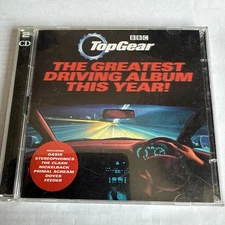 2
CD
BBC
TopGear
THE GREATEST
DRIVING ALBUM
THIS YEAR!
INCLUDING
OASIS
STEREOPHONICS
THE CLASH
NICKELBACK
PRIMAL SCREAM
DOVES
FEEDER